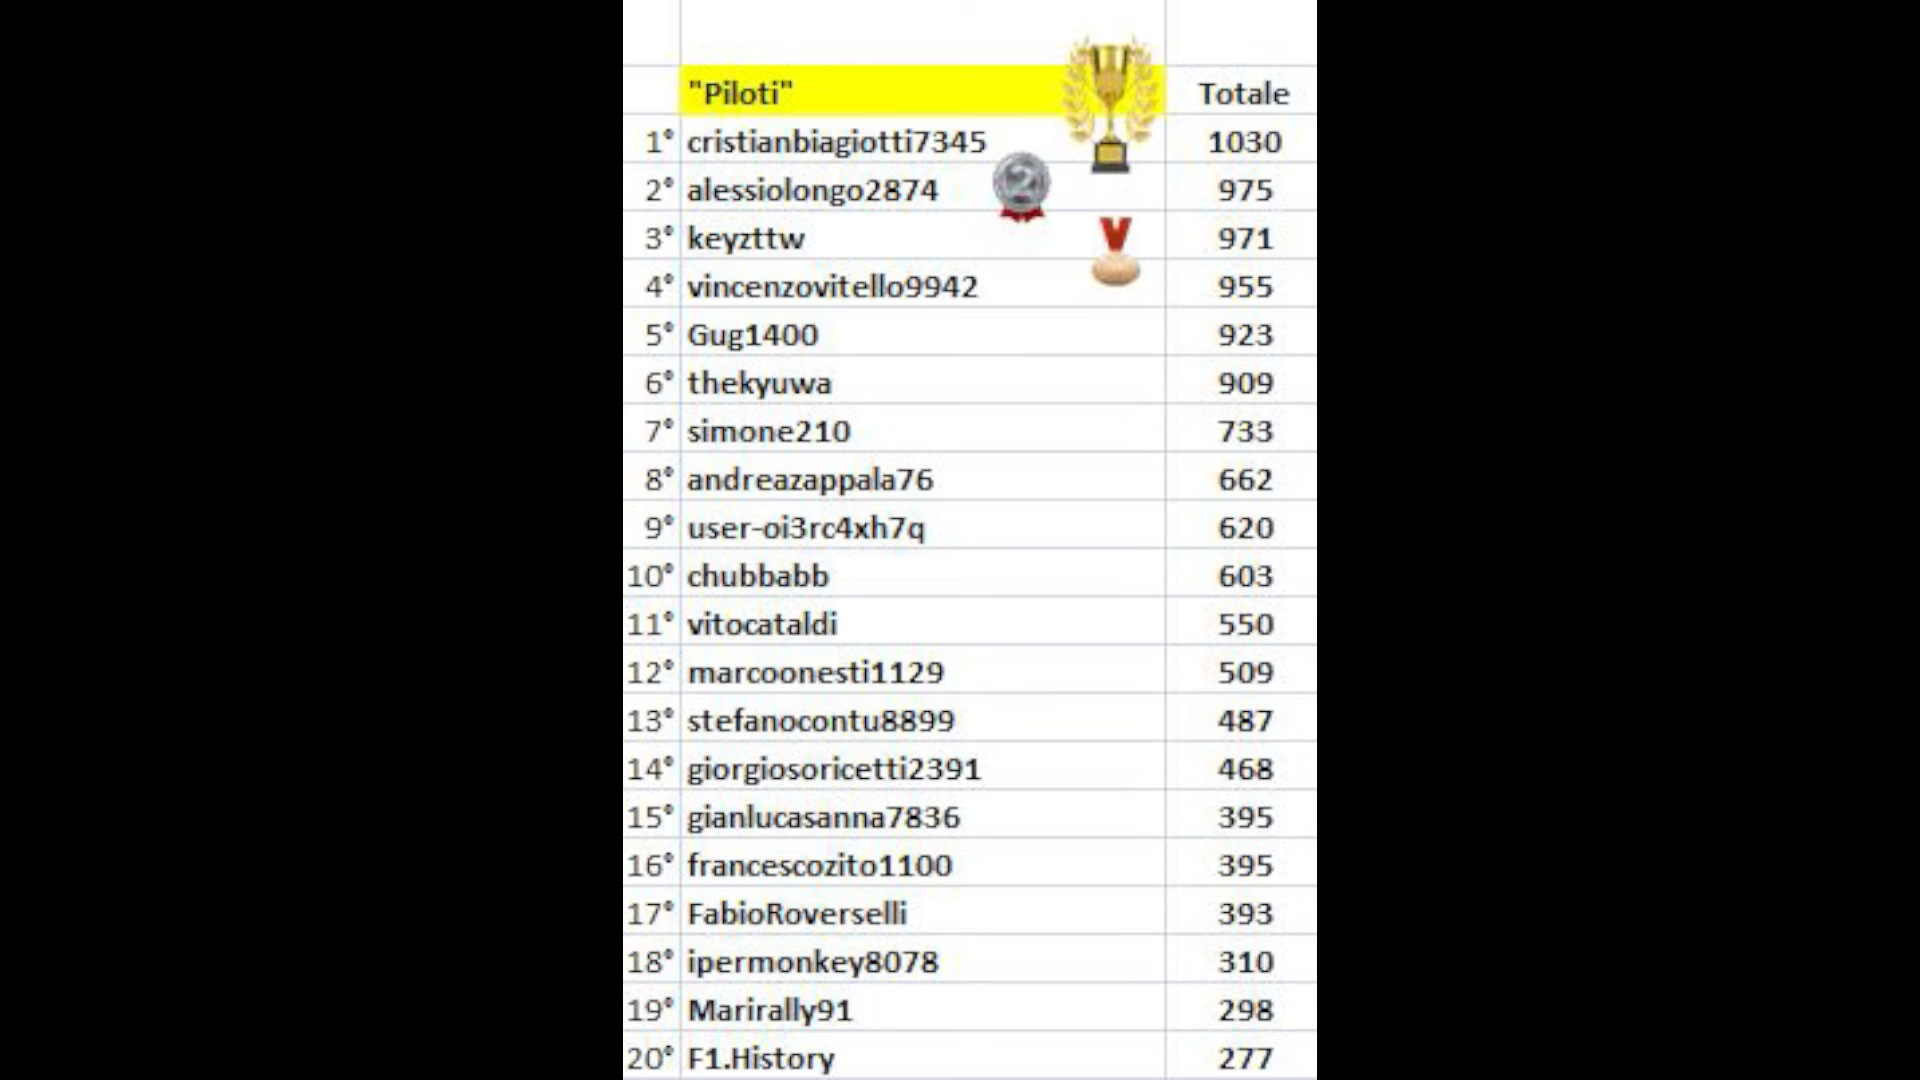 "Piloti" Totale
1° cristianbiagiotti7345 1030
2° alessiolongo2874 2 975
3° keyzttw 971
4° vincenzovitello9942 955
5° Gug1400 923
6° thekyuwa 909
7° simone210 733
8° andreazappala76 662
9° user-oi3rc4xh7q 620
10° chubbabb 603
11° vitocataldi 550
12° marcoonesti1129 509
13° stefanocontu8899 487
14° giorgiosoricetti2391 468
15° gianlucasanna7836 395
16° francescozito1100 395
17° FabioRoverselli 393
18° ipermonkey8078 310
19° Marirally91 298
20° F1.History 277